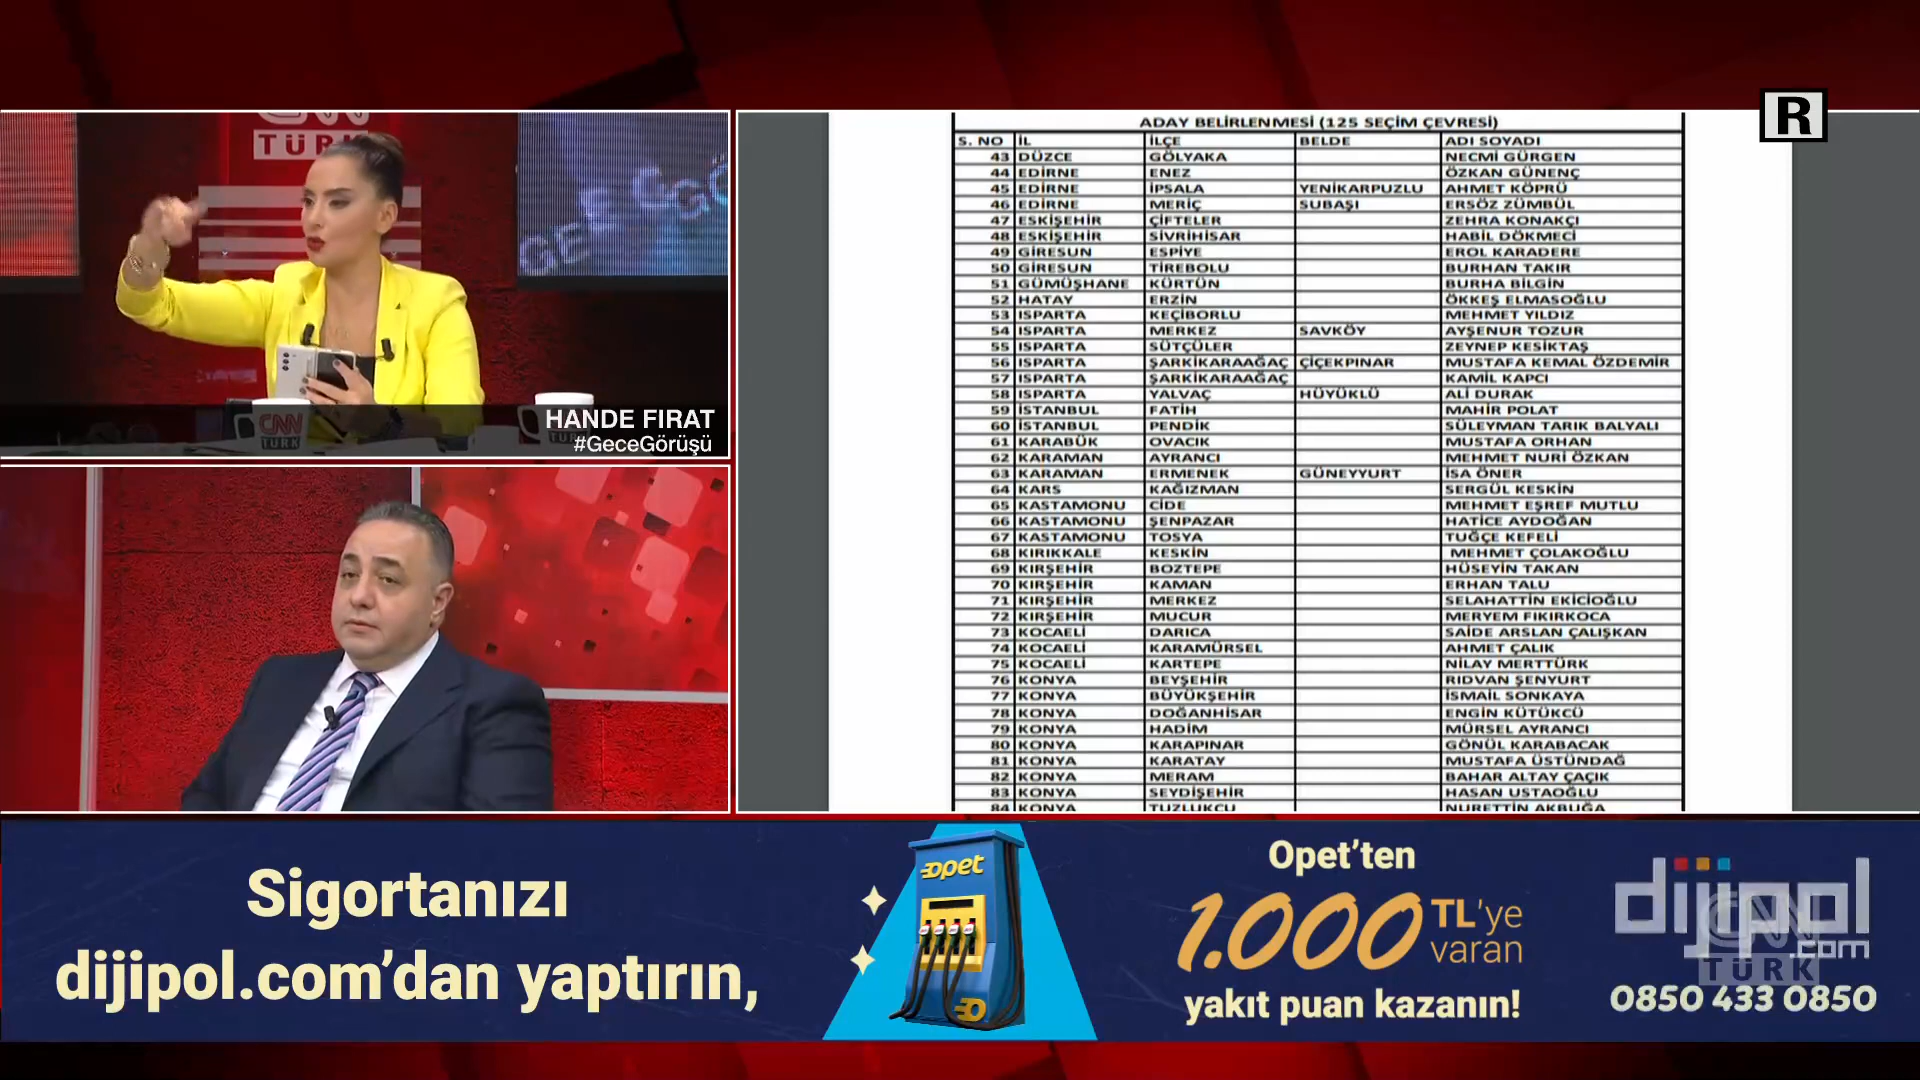 CNN
TÜRK
GECE G
GÖ
CNN
TÜRK
HANDE FIRAT
#GeceGörüşü
R
ADAY BELİRLENMESİ (125 SEÇİM ÇEVRESİ)
S. NO İL İLÇE BELDE ADI SOYADI
43 DÜZCE GÖLYAKA NECMİ GÜRGEN
44 EDİRNE ENEZ ÖZKAN GÜNENÇ
45 EDİRNE İPSALA YENİKARPUZLU AHMET KÖPRÜ
46 EDİRNE MERİÇ SUBAŞI ERSÖZ ZÜMBÜL
47 ESKİŞEHİR ÇİFTELER ZEHRA KONAKÇI
48 ESKİŞEHİR SİVRİHİSAR HABİL DÖKMECİ
49 GİRESUN ESPİYE EROL KARADERE
50 GİRESUN TİREBOLU BURHAN TAKIR
51 GÜMÜŞHANE KÜRTÜN BURHA BİLGİN
52 HATAY ERZİN ÖKKEŞ ELMASOĞLU
53 ISPARTA KEÇİBORLU MEHMET YILDIZ
54 ISPARTA MERKEZ SAVKÖY AYŞENUR TOZUR
55 ISPARTA SÜTÇÜLER ZEYNEP KESİKTAŞ
56 ISPARTA ŞARKİKARAAĞAÇ ÇİÇEKPINAR MUSTAFA KEMAL ÖZDEMİR
57 ISPARTA ŞARKİKARAAĞAÇ KAMİL KAPCI
58 ISPARTA YALVAÇ HÜYÜKLÜ ALİ DURAK
59 İSTANBUL FATİH MAHİR POLAT
60 İSTANBUL PENDİK SÜLEYMAN TARIK BALYALI
61 KARABÜK OVACIK MUSTAFA ORHAN
62 KARAMAN AYRANCI MEHMET NURİ ÖZKAN
63 KARAMAN ERMENEK GÜNEYYURT İSA ÖNER
64 KARS KAĞIZMAN SERGÜL KESKİN
65 KASTAMONU CİDE MEHMET EŞREF MUTLU
66 KASTAMONU ŞENPAZAR HATİCE AYDOĞAN
67 KASTAMONU TOSYA TUĞÇE KEFELİ
68 KIRIKKALE KESKİN MEHMET ÇOLAKOĞLU
69 KIRŞEHİR BOZTEPE HÜSEYİN TAKAN
70 KIRŞEHİR KAMAN ERHAN TALU
71 KIRŞEHİR MERKEZ SELAHATTİN EKİCİOĞLU
72 KIRŞEHİR MUCUR MERYEM FIKIRKOCA
73 KOCAELİ DARICA SAİDE ARSLAN ÇALIŞKAN
74 KOCAELİ KARAMÜRSEL AHMET ÇALIK
75 KOCAELİ KARTEPE NİLAY MERTTÜRK
76 KONYA BEYŞEHİR RIDVAN ŞENYURT
77 KONYA BÜYÜKŞEHİR İSMAİL SONKAYA
78 KONYA DOĞANHİSAR ENGİN KÜTÜKCÜ
79 KONYA HADİM MÜRSEL AYRANCI
80 KONYA KARAPINAR GÖNÜL KARABACAK
81 KONYA KARATAY MUSTAFA ÜSTÜNDAĞ
82 KONYA MERAM BAHAR ALTAY ÇAÇIK
83 KONYA SEYDİŞEHİR HASAN USTAOĞLU
84 KONYA TUZLUKÇU NURETTİN AKBUĞA
Sigortanızı
dijipol.com’dan yaptırın,
opet
Opet’ten
1.000 TL’ye
varan
yakıt puan kazanın!
dijipol
.com
CNN
TÜRK
0850 433 0850